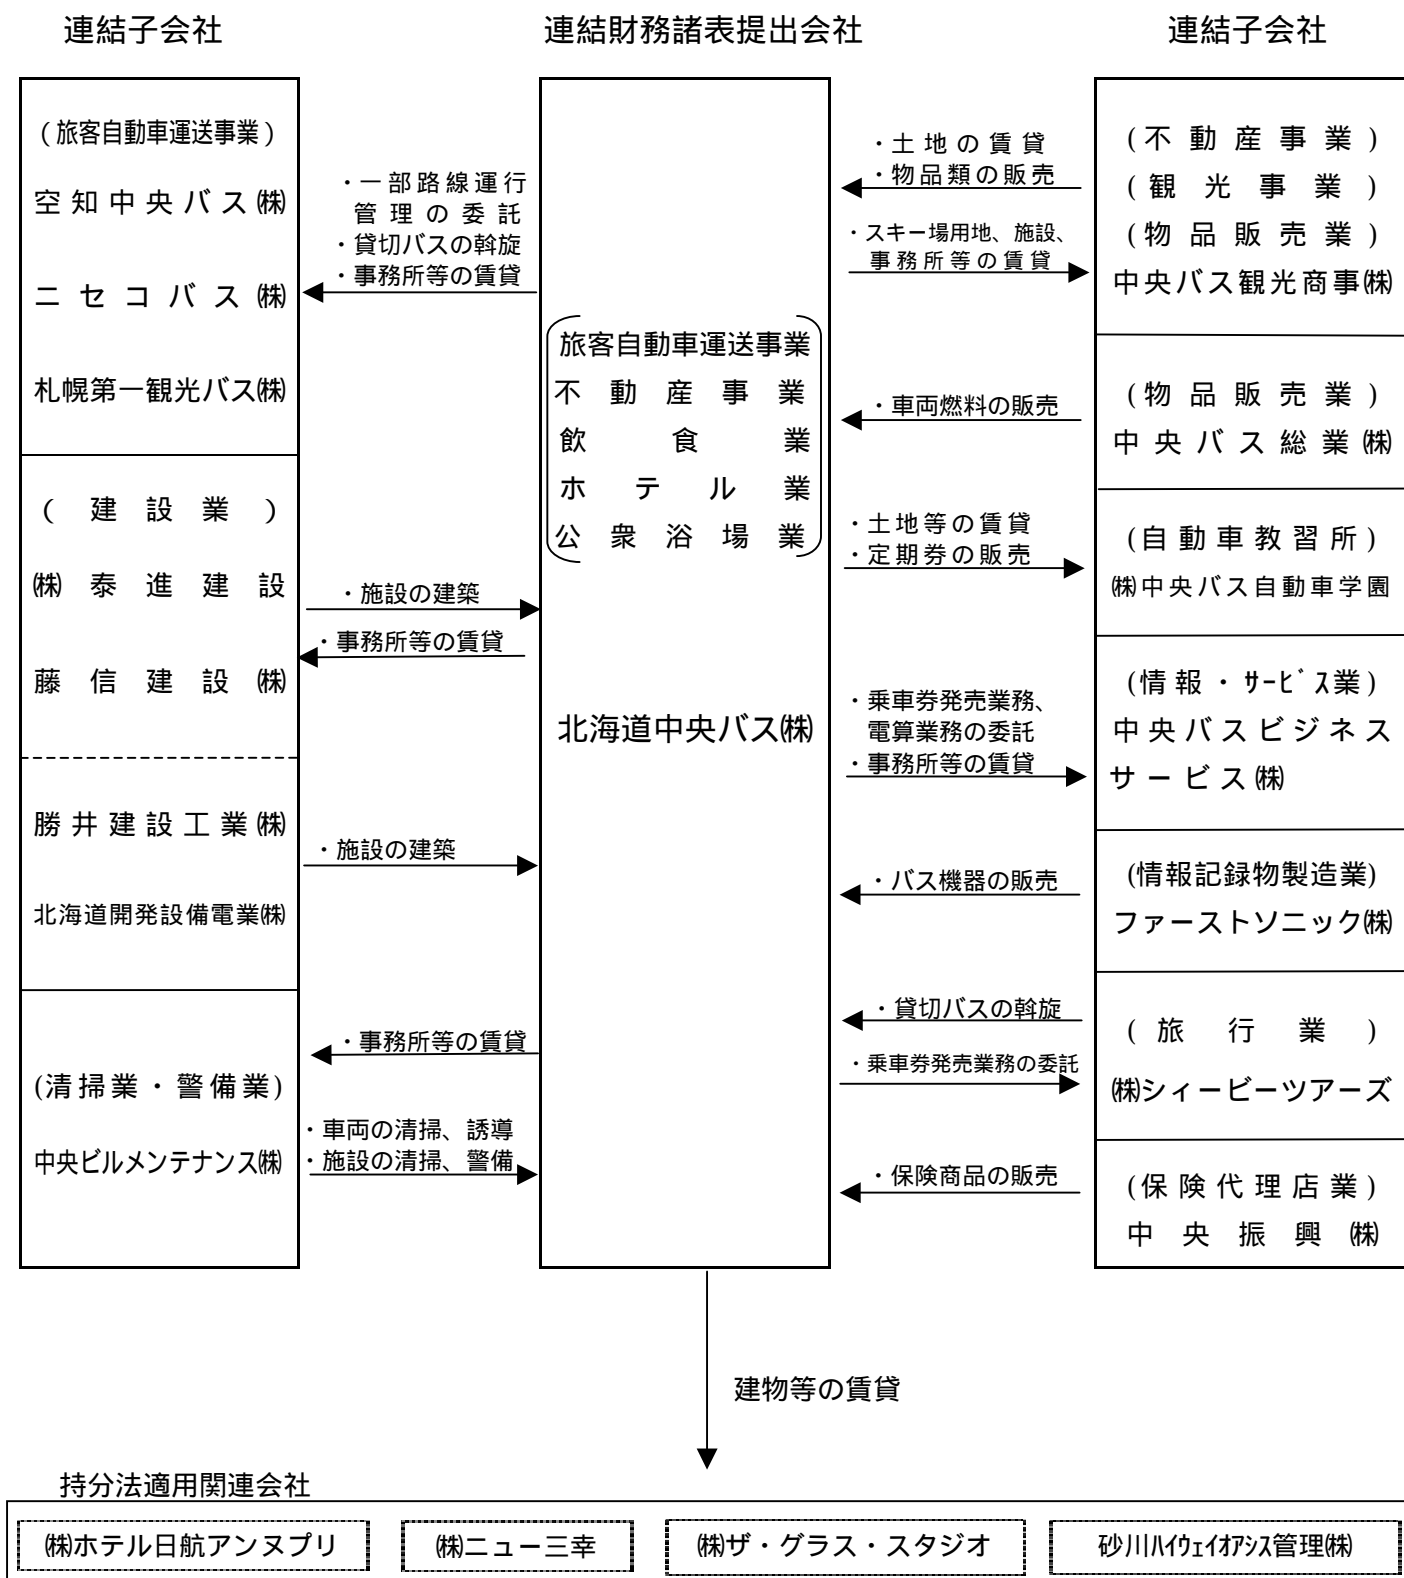 連結子会社
連結財務諸表提出会社
連結子会社
(旅客自動車運送事業)
空知中央バス㈱
ニセコバス㈱
札幌第一観光バス㈱
(建設業)
㈱泰進建設
藤信建設㈱
勝井建設工業㈱
北海道開発設備電業㈱
(清掃業・警備業)
中央ビルメンテナンス㈱
・一部路線運行
管理の委託
・貸切バスの斡旋
・事務所等の賃貸
・施設の建築
・事務所等の賃貸
・施設の建築
・事務所等の賃貸
・車両の清掃、誘導
・施設の清掃、警備
旅客自動車運送事業
不動産事業
飲食業
ホテル業
公衆浴場業
北海道中央バス㈱
・土地の賃貸
・物品類の販売
・スキー場用地、施設、
事務所等の賃貸
・車両燃料の販売
・土地等の賃貸
・定期券の販売
・乗車券発売業務、
電算業務の委託
・事務所等の賃貸
・バス機器の販売
・貸切バスの斡旋
・乗車券発売業務の委託
・保険商品の販売
(不動産事業)
(観光事業)
(物品販売業)
中央バス観光商事㈱
(物品販売業)
中央バス総業㈱
(自動車教習所)
㈱中央バス自動車学園
(情報・ｻｰﾋﾞｽ業)
中央バスビジネス
サービス㈱
(情報記録物製造業)
ファーストソニック㈱
(旅行業)
㈱シィービーツアーズ
(保険代理店業)
中央振興㈱
建物等の賃貸
持分法適用関連会社
㈱ホテル日航アンヌプリ
㈱ニュー三幸
㈱ザ・グラス・スタジオ
砂川ﾊｲｳｪｲｵｱｼｽ管理㈱